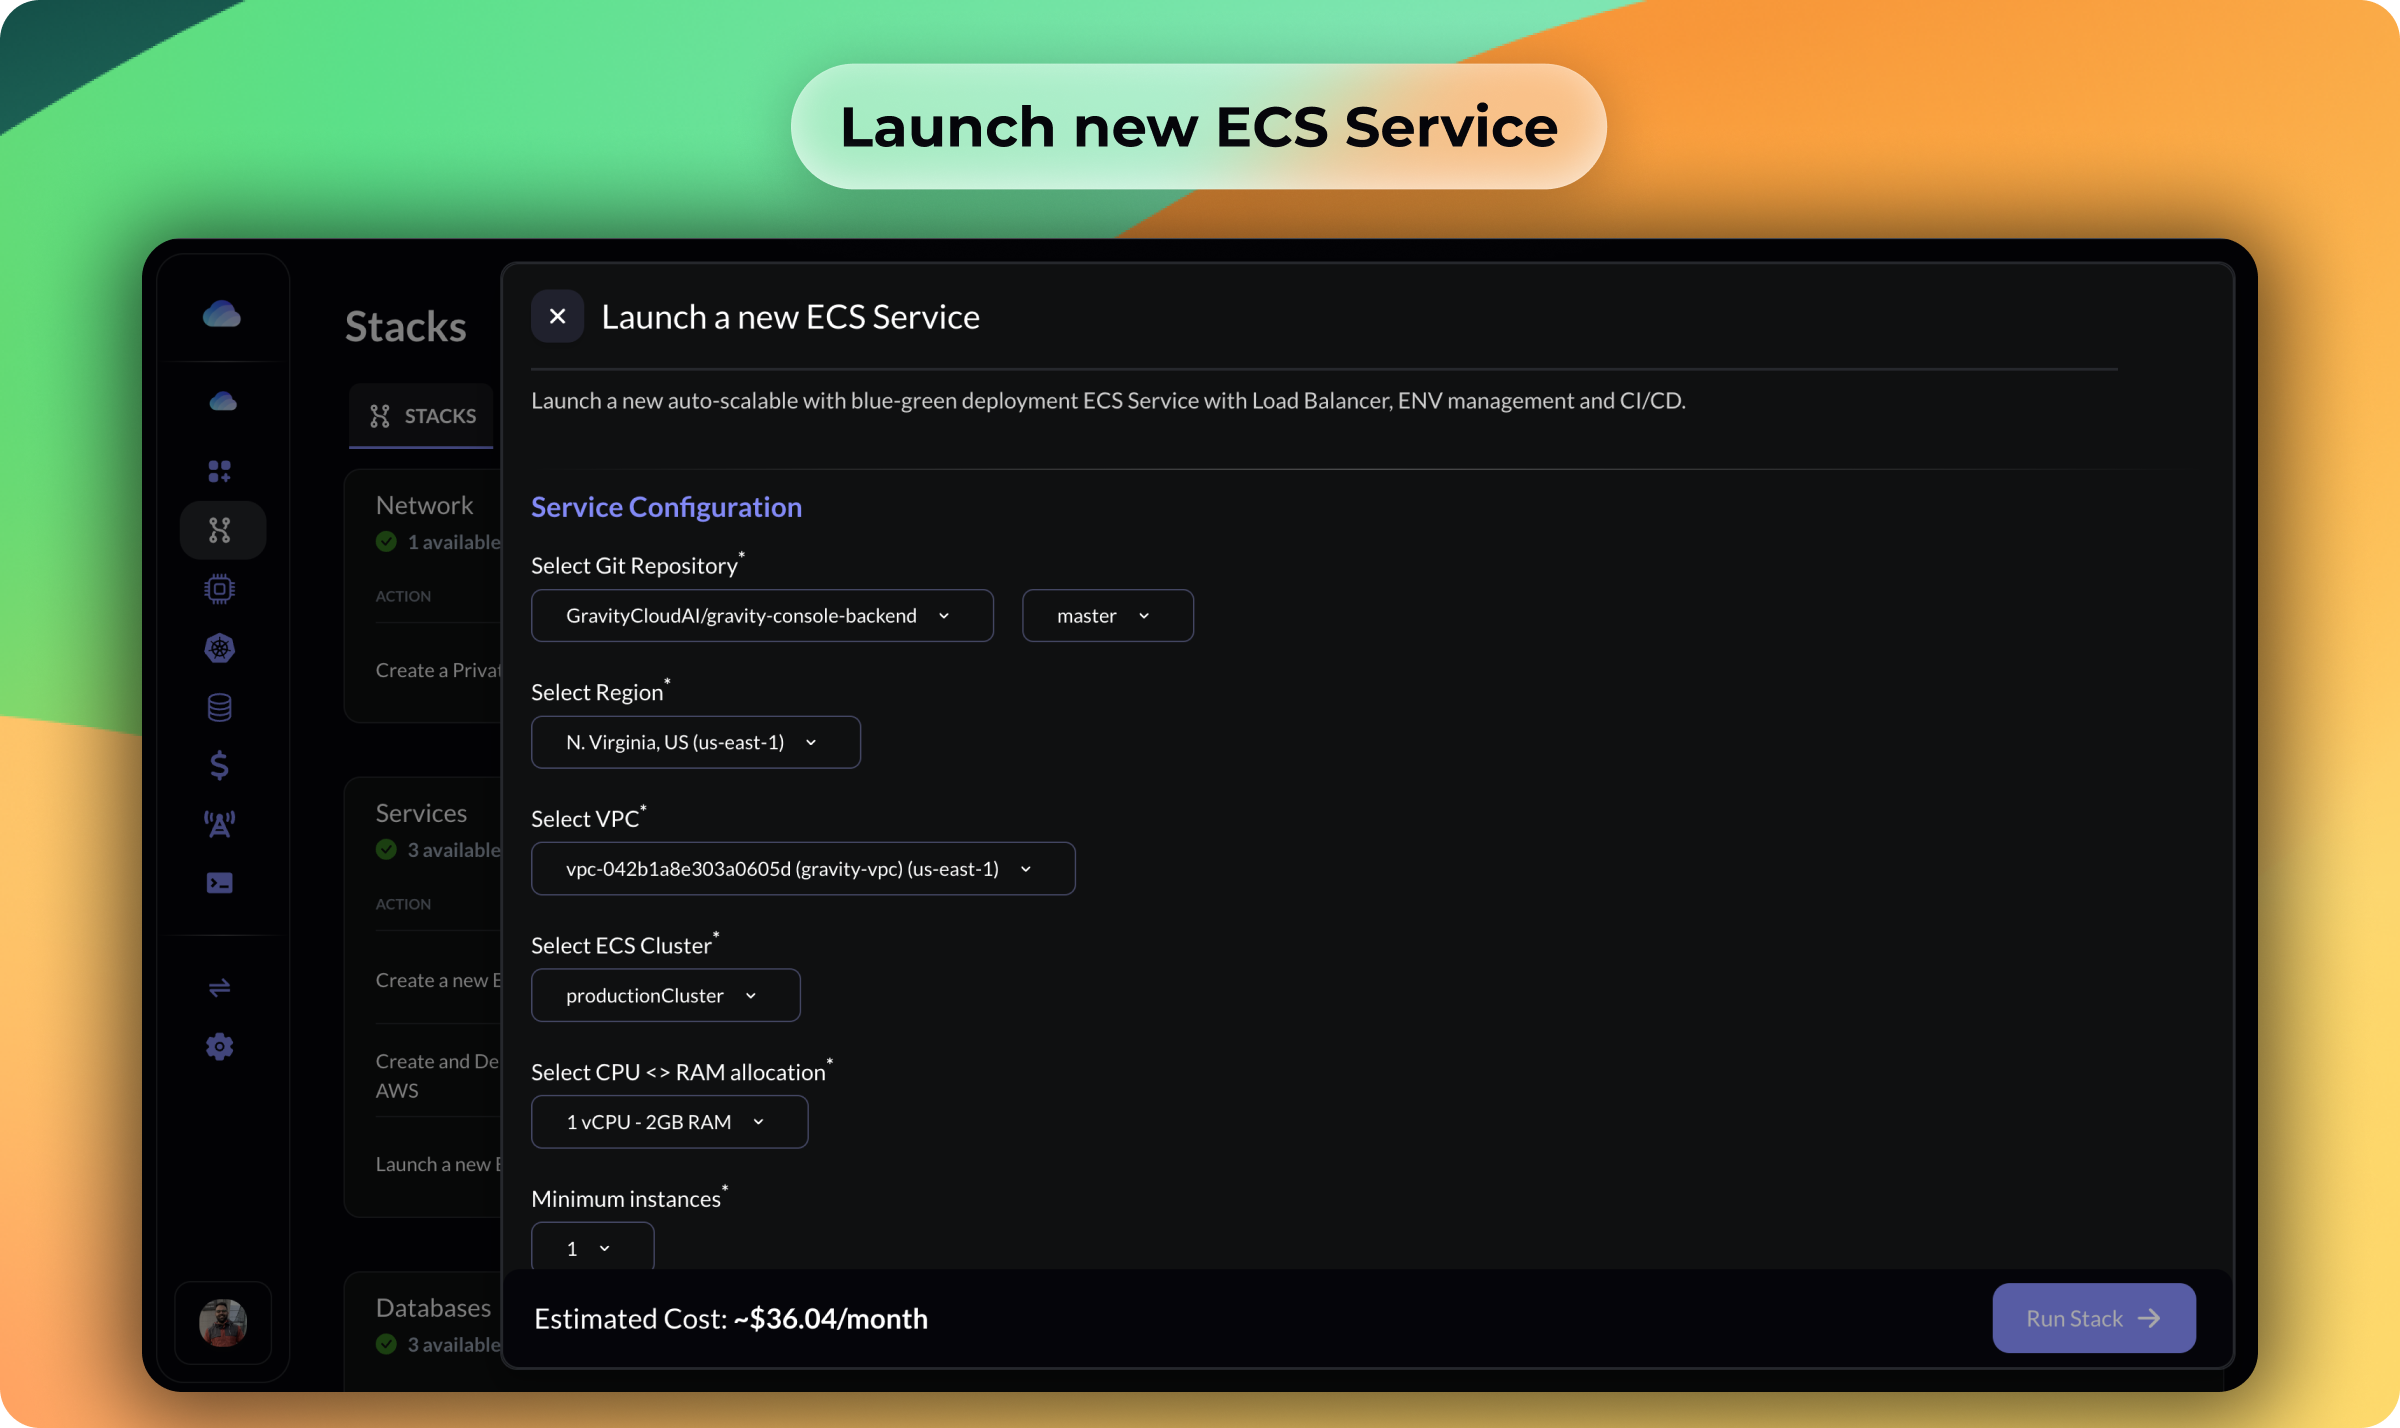 Launch new ECS Service
Stacks
STACKS
Network
1 available
ACTION
Create a Privat
Services
3 available
ACTION
Create a new E
Create and De
AWS
Launch a new E
Databases
3 available
Launch a new ECS Service
Launch a new auto-scalable with blue-green deployment ECS Service with Load Balancer, ENV management and CI/CD.
Service Configuration
Select Git Repository*
GravityCloudAI/gravity-console-backend master
Select Region*
N. Virginia, US (us-east-1)
Select VPC*
vpc-042b1a8e303a0605d (gravity-vpc) (us-east-1)
Select ECS Cluster*
productionCluster
Select CPU <> RAM allocation*
1 vCPU - 2GB RAM
Minimum instances*
1
Estimated Cost: ~$36.04/month
Run Stack →